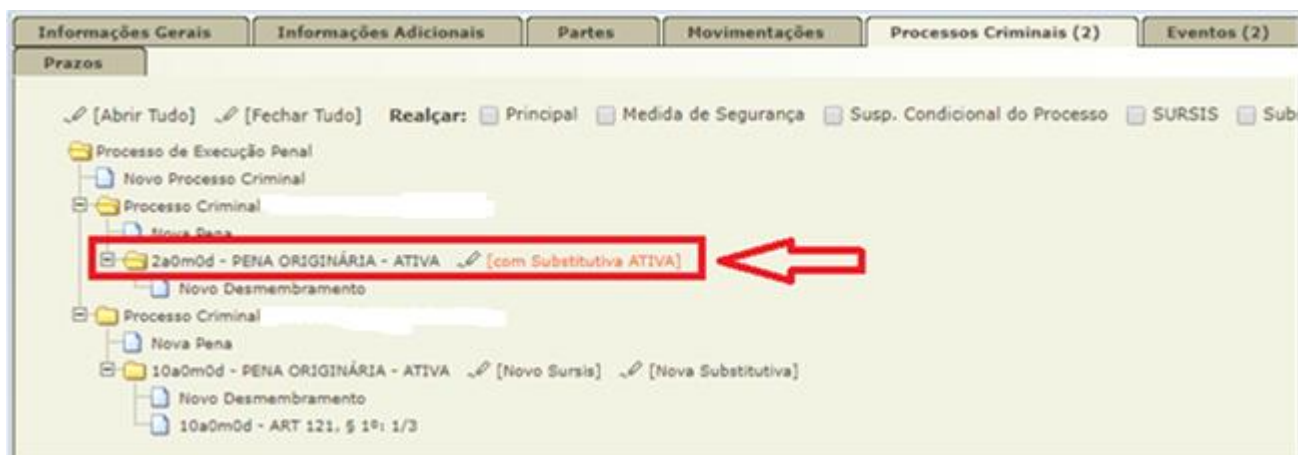 Informações Gerais Informações Adicionais Partes Movimentações Processos Criminais (2) Eventos (2)
Prazos
[Abrir Tudo] [Fechar Tudo] Realçar: Principal Medida de Segurança Susp. Condicional do Processo SURSIS Sub
Processo de Execução Penal
Novo Processo Criminal
Processo Criminal
Nova Pena
2a0m0d - PENA ORIGINÁRIA - ATIVA [com Substitutiva ATIVA]
Novo Desmembramento
Processo Criminal
Nova Pena
10a0m0d - PENA ORIGINÁRIA - ATIVA [Novo Sursis] [Nova Substitutiva]
Novo Desmembramento
10a0m0d - ART 121, § 1º: 1/3